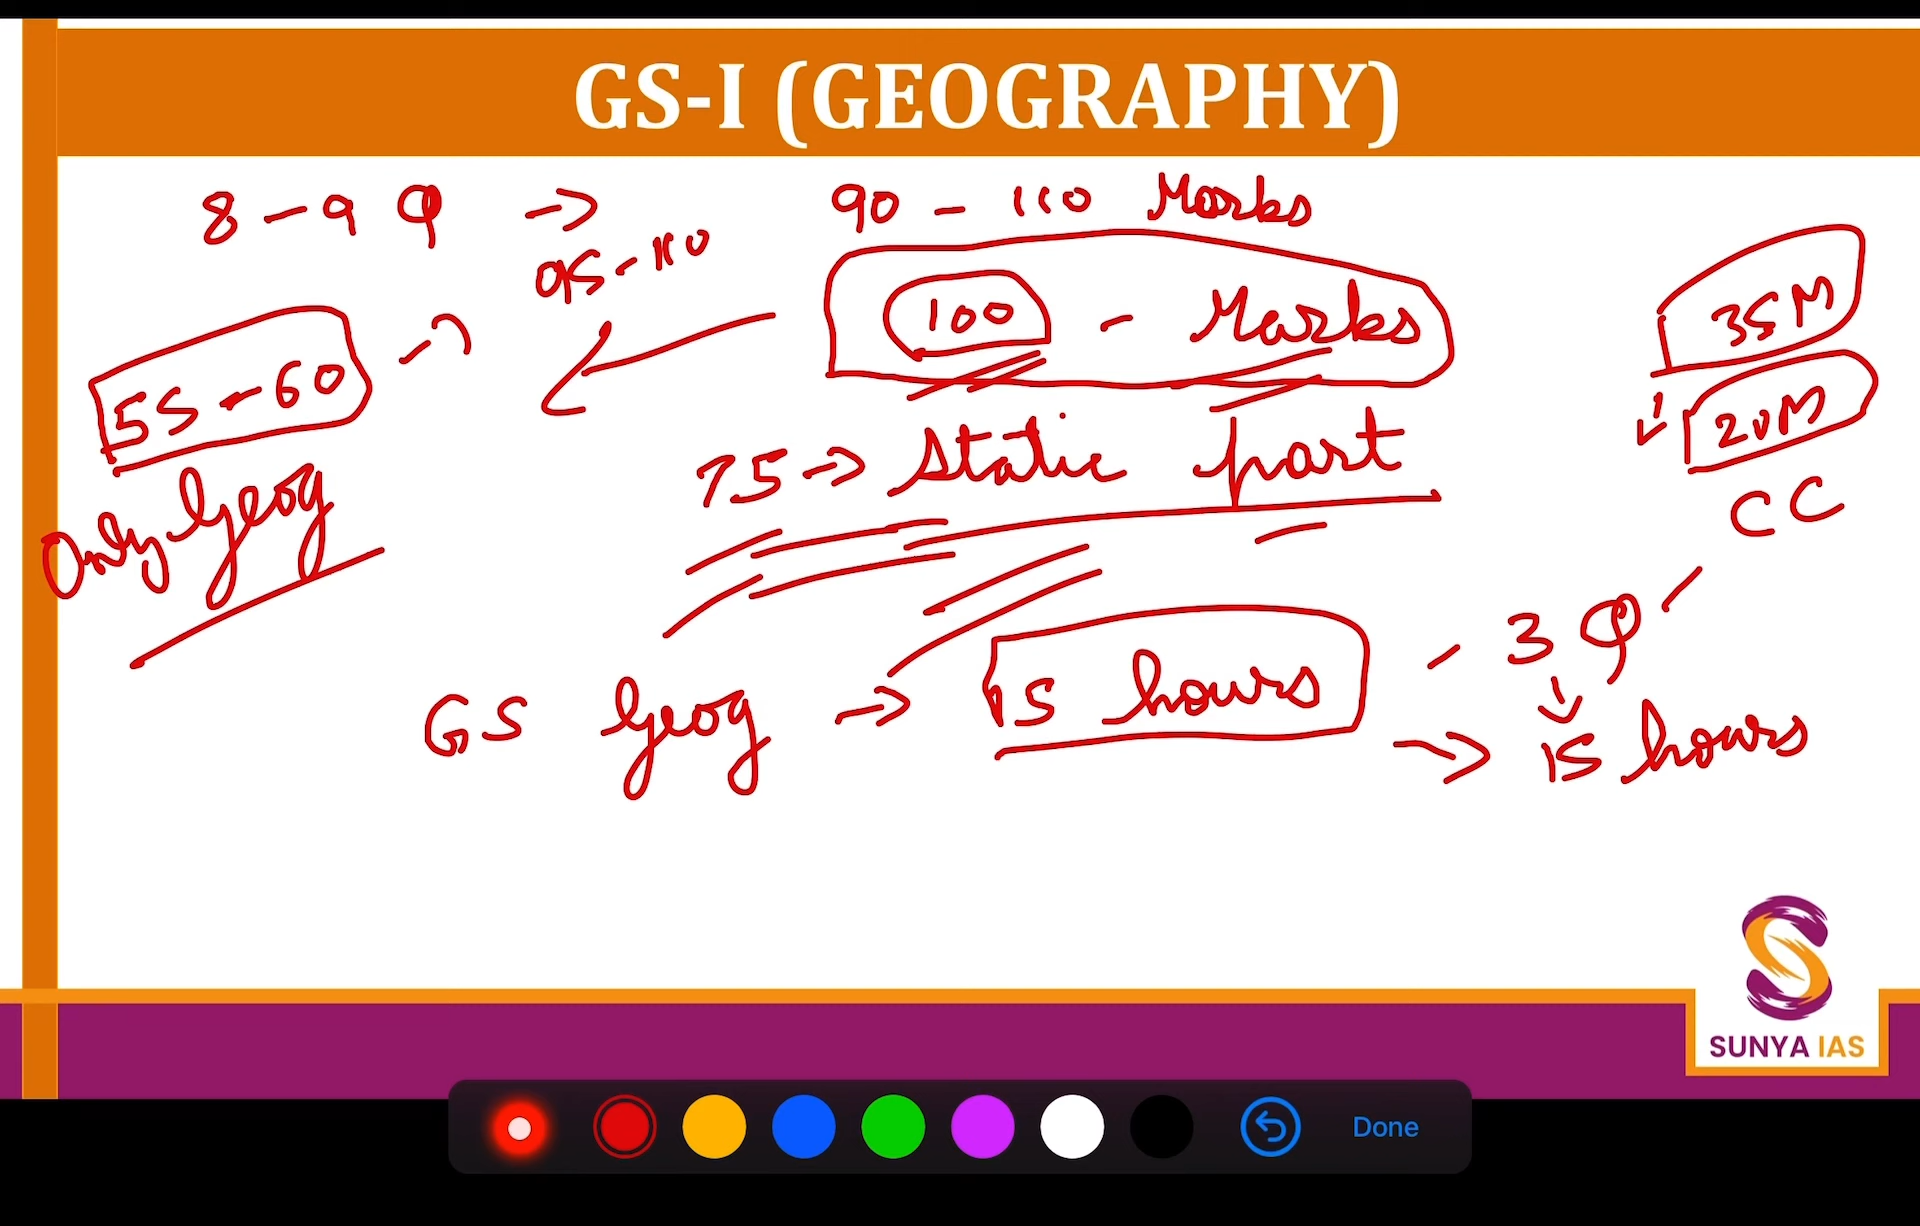 GS-I (GEOGRAPHY)
8-9 Q → 90 - 110 Marks
95-110
100 - Marks
35M
55-60 →
20M
75 → Static part
CC
Only Geog
GS Geog → 15 hours - 3 Q
→ 15 hours
SUNYA IAS
Done